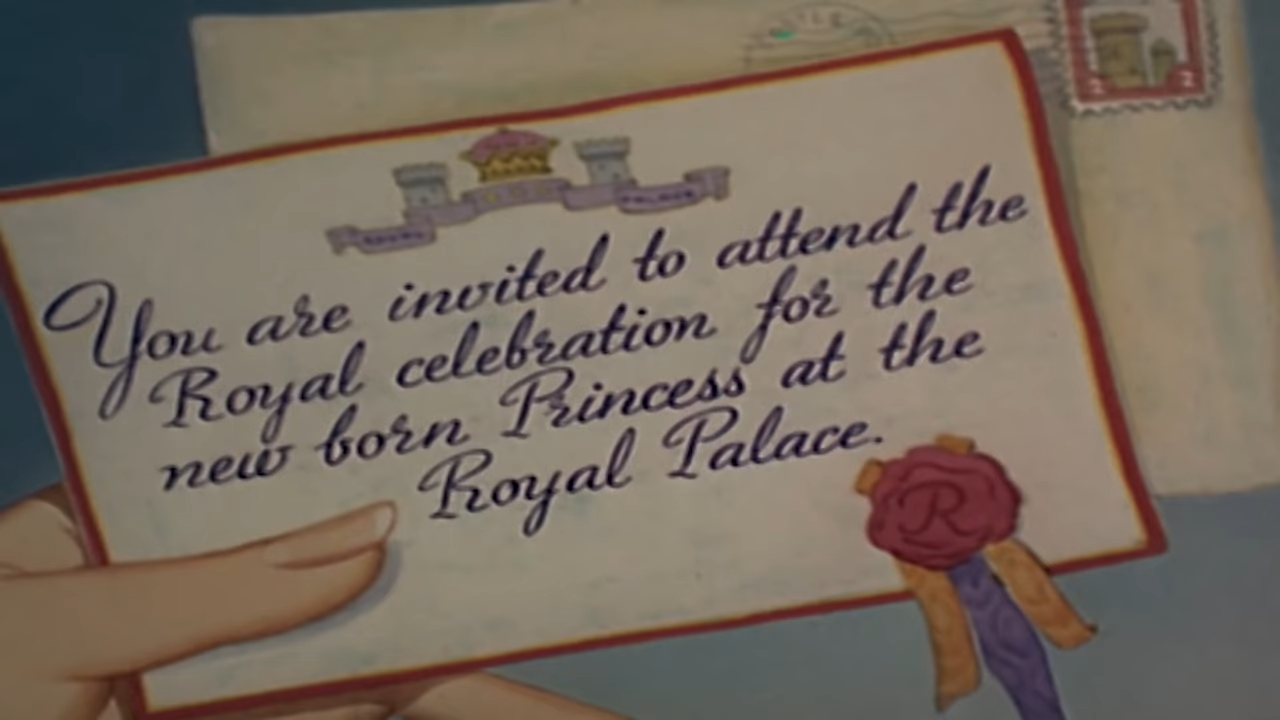 You are invited to attend the
Royal celebration for the
new born Princess at the
Royal Palace.
R